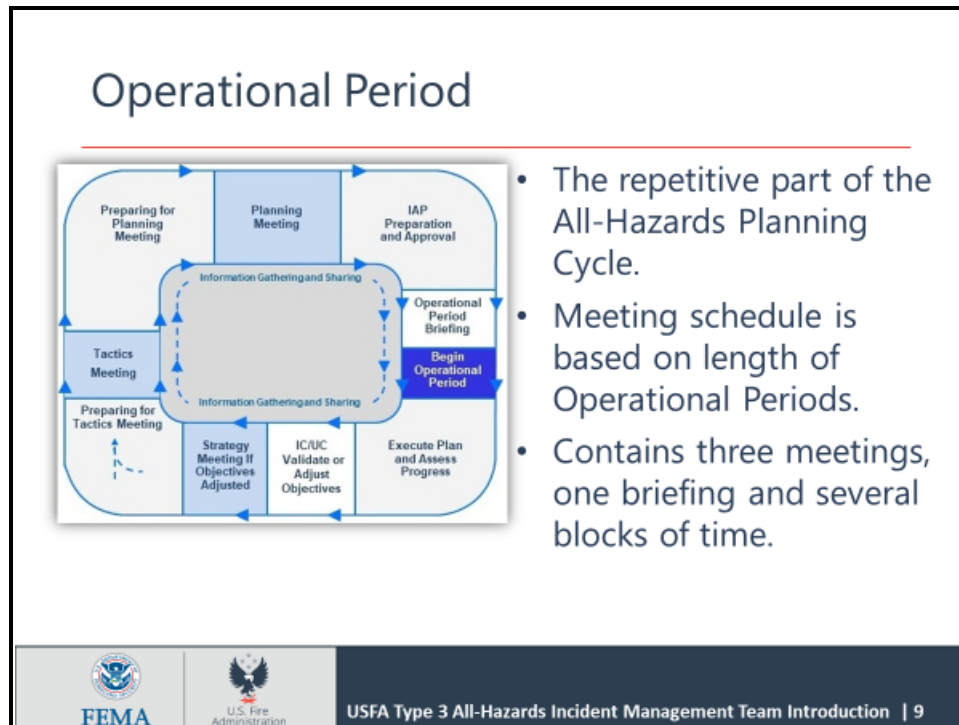 Operational Period
Preparing for
Planning
Meeting
Planning
Meeting
IAP
Preparation
and Approval
Information Gathering and Sharing
Operational
Period
Briefing
Begin
Operational
Period
Tactics
Meeting
Preparing for
Tactics Meeting
Information Gathering and Sharing
Strategy
Meeting If
Objectives
Adjusted
IC/UC
Validate or
Adjust
Objectives
Execute Plan
and Assess
Progress
• The repetitive part of the
All-Hazards Planning
Cycle.
• Meeting schedule is
based on length of
Operational Periods.
• Contains three meetings,
one briefing and several
blocks of time.
FEMA
U.S. Fire
Administration
USFA Type 3 All-Hazards Incident Management Team Introduction | 9